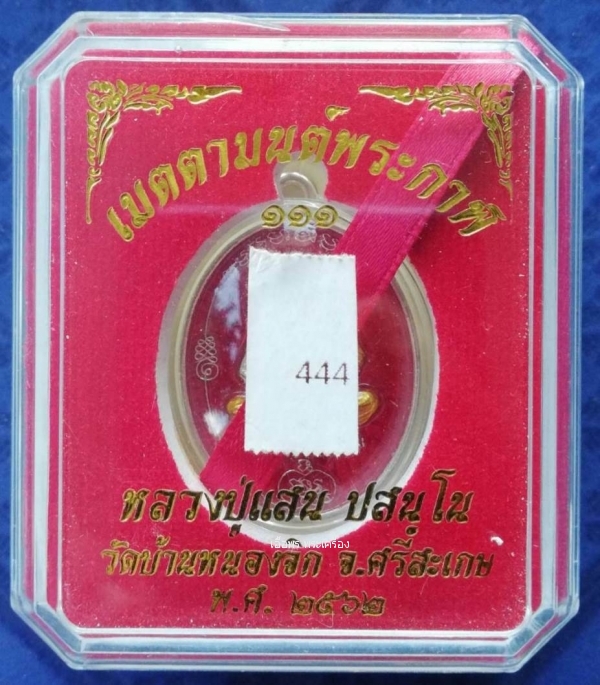 เมตตามนต์พระกาฬ
๑๑๑
444
หลวงปู่แสน ปสนฺโน
วัดบ้านหนองจิก จ.ศรีสะเกษ
พ.ศ. ๒๕๖๒